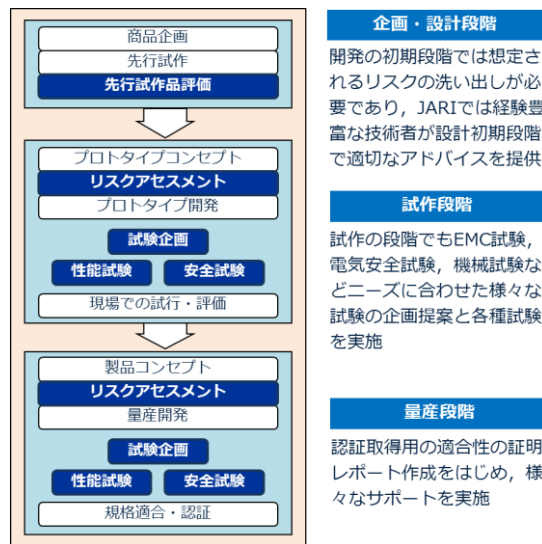 商品企画
先行試作
先行試作品評価
プロトタイプコンセプト
リスクアセスメント
プロトタイプ開発
試験企画
性能試験
安全試験
現場での試行・評価
製品コンセプト
リスクアセスメント
量産開発
試験企画
性能試験
安全試験
規格適合・認証
企画・設計段階
開発の初期段階では想定さ
れるリスクの洗い出しが必
要であり，JARIでは経験豊
富な技術者が設計初期段階
で適切なアドバイスを提供
試作段階
試作の段階でもEMC試験，
電気安全試験，機械試験な
どニーズに合わせた様々な
試験の企画提案と各種試験
を実施
量産段階
認証取得用の適合性の証明
レポート作成をはじめ，様
々なサポートを実施